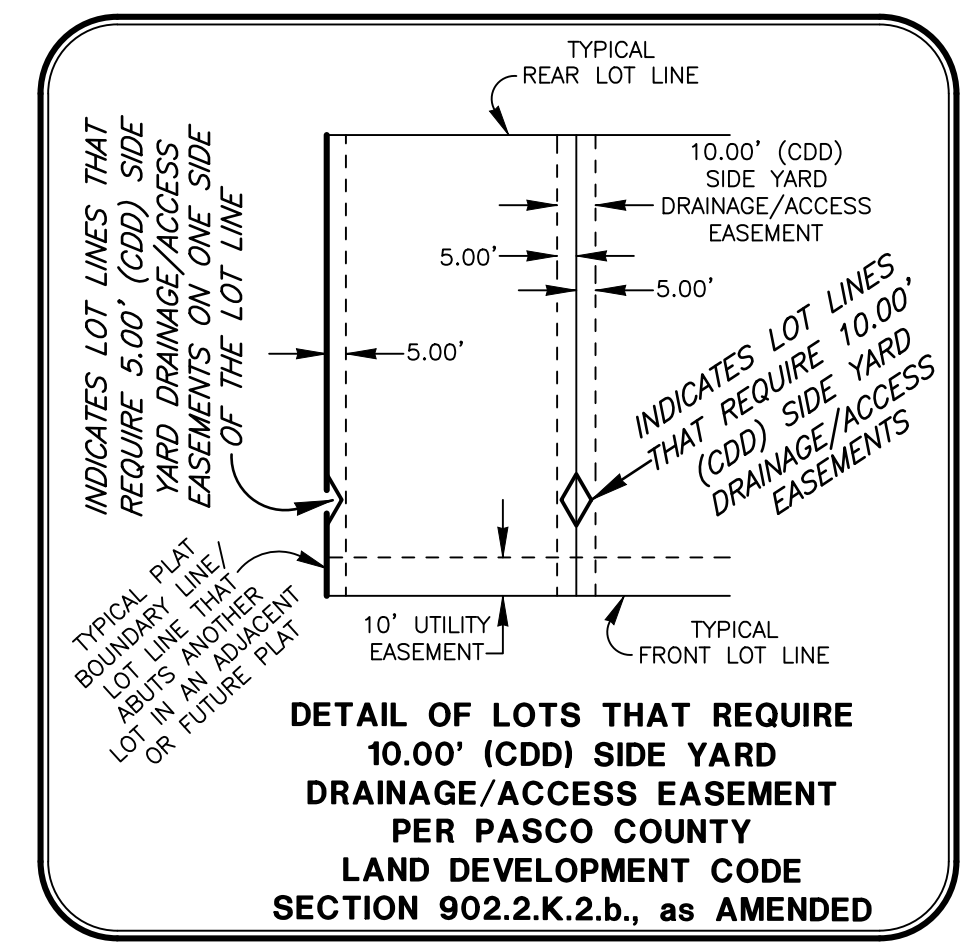 TYPICAL
REAR LOT LINE
INDICATES LOT LINES THAT
REQUIRE 5.00' (CDD) SIDE
YARD DRAINAGE/ACCESS
EASEMENTS ON ONE SIDE
OF THE LOT LINE
10.00' (CDD)
SIDE YARD
DRAINAGE/ACCESS
EASEMENT
5.00'
5.00'
5.00'
INDICATES LOT LINES
THAT REQUIRE 10.00'
(CDD) SIDE YARD
DRAINAGE/ACCESS
EASEMENTS
TYPICAL PLAT
BOUNDARY LINE/
LOT LINE THAT
ABUTS ANOTHER
LOT IN AN ADJACENT
OR FUTURE PLAT
10' UTILITY
EASEMENT
TYPICAL
FRONT LOT LINE
DETAIL OF LOTS THAT REQUIRE
10.00' (CDD) SIDE YARD
DRAINAGE/ACCESS EASEMENT
PER PASCO COUNTY
LAND DEVELOPMENT CODE
SECTION 902.2.K.2.b., as AMENDED